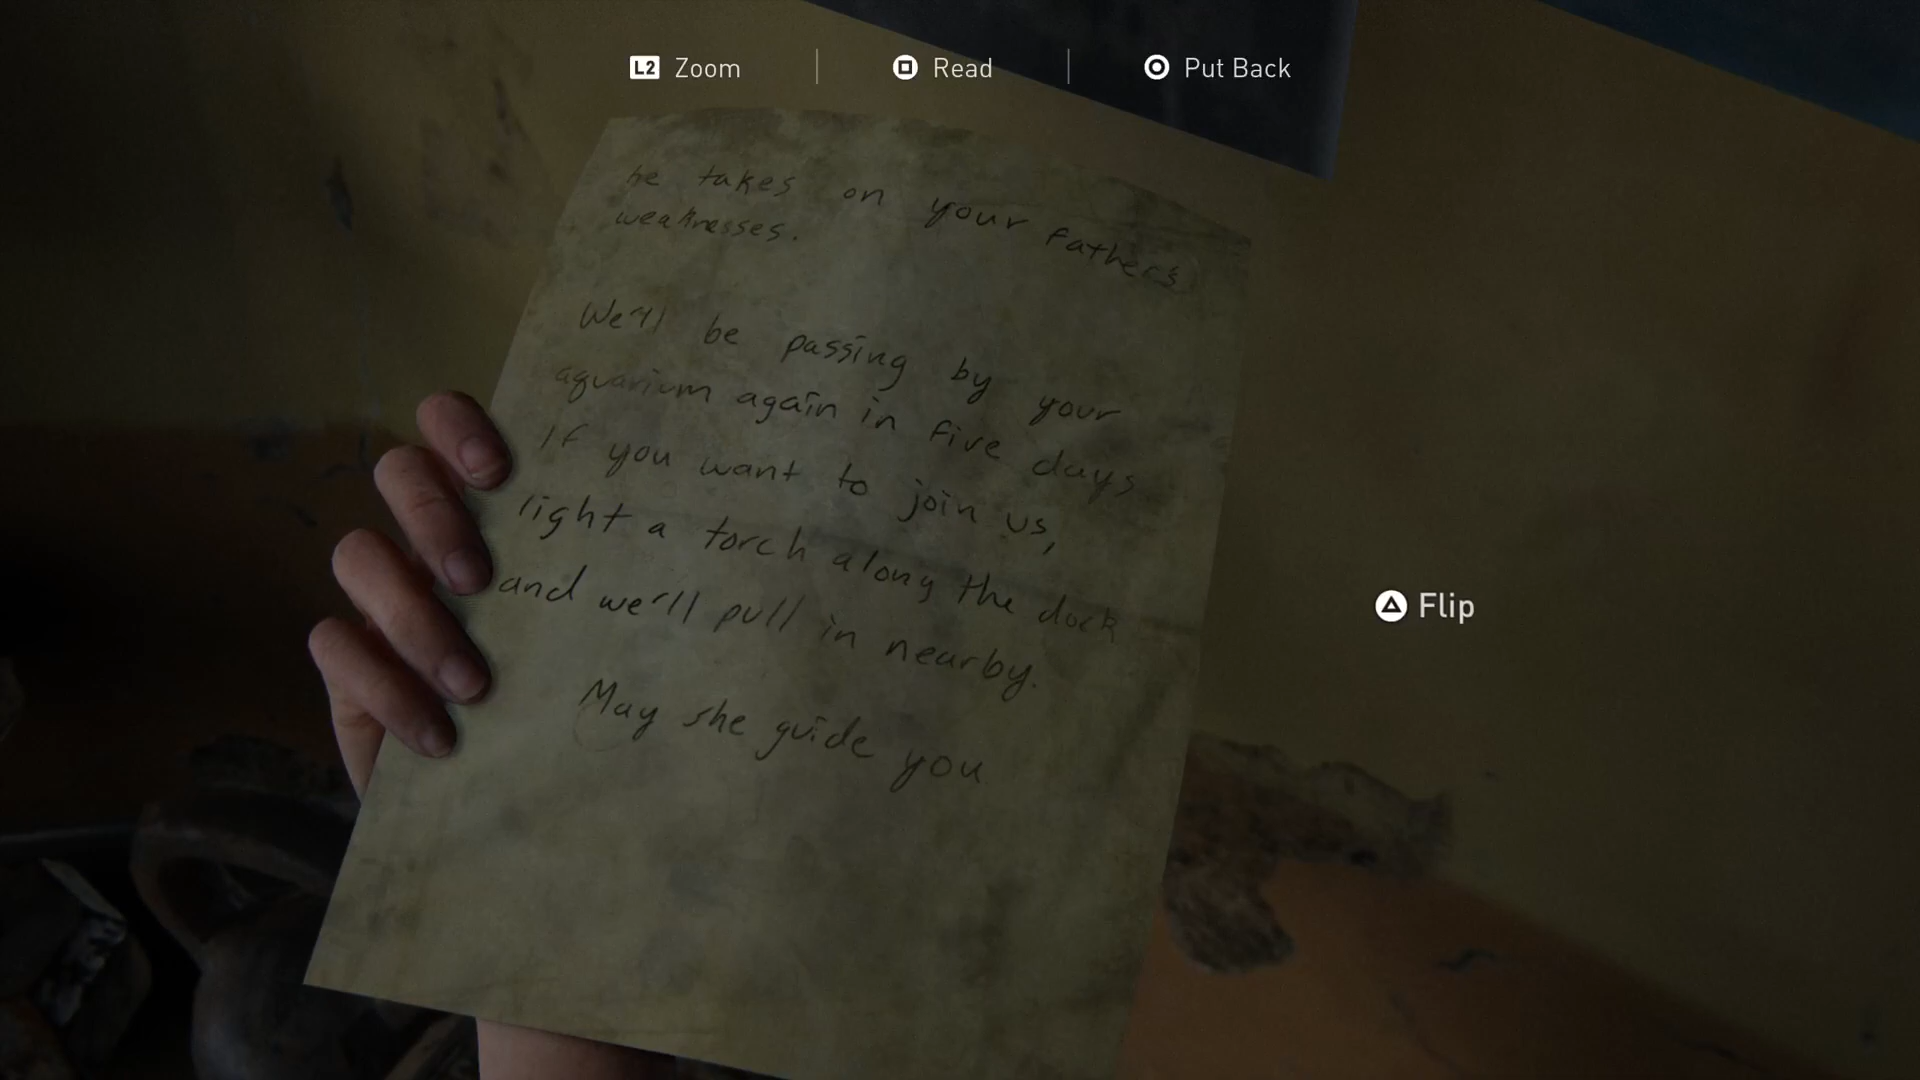 L2 Zoom | Read | Put Back
he takes on your fathers
weaknesses.
We'll be passing by your
aquarium again in five days
If you want to join us,
light a torch along the dock
and we'll pull in nearby.
May she guide you
Flip